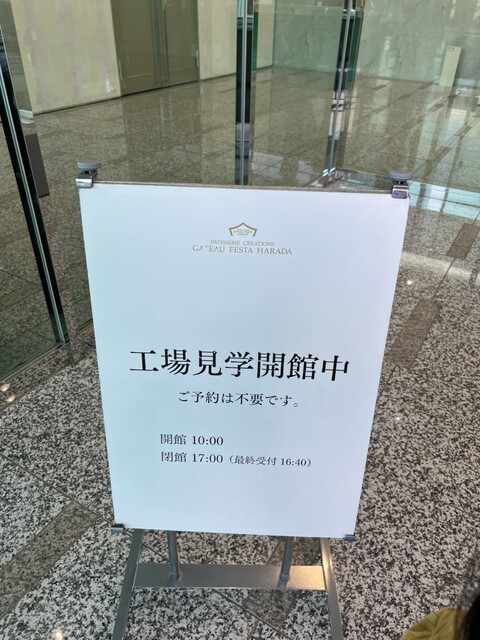 PATISSERIE CREATIONS
GATEAU FESTA HARADA
工場見学開館中
ご予約は不要です。
開館 10:00
閉館 17:00（最終受付 16:40）